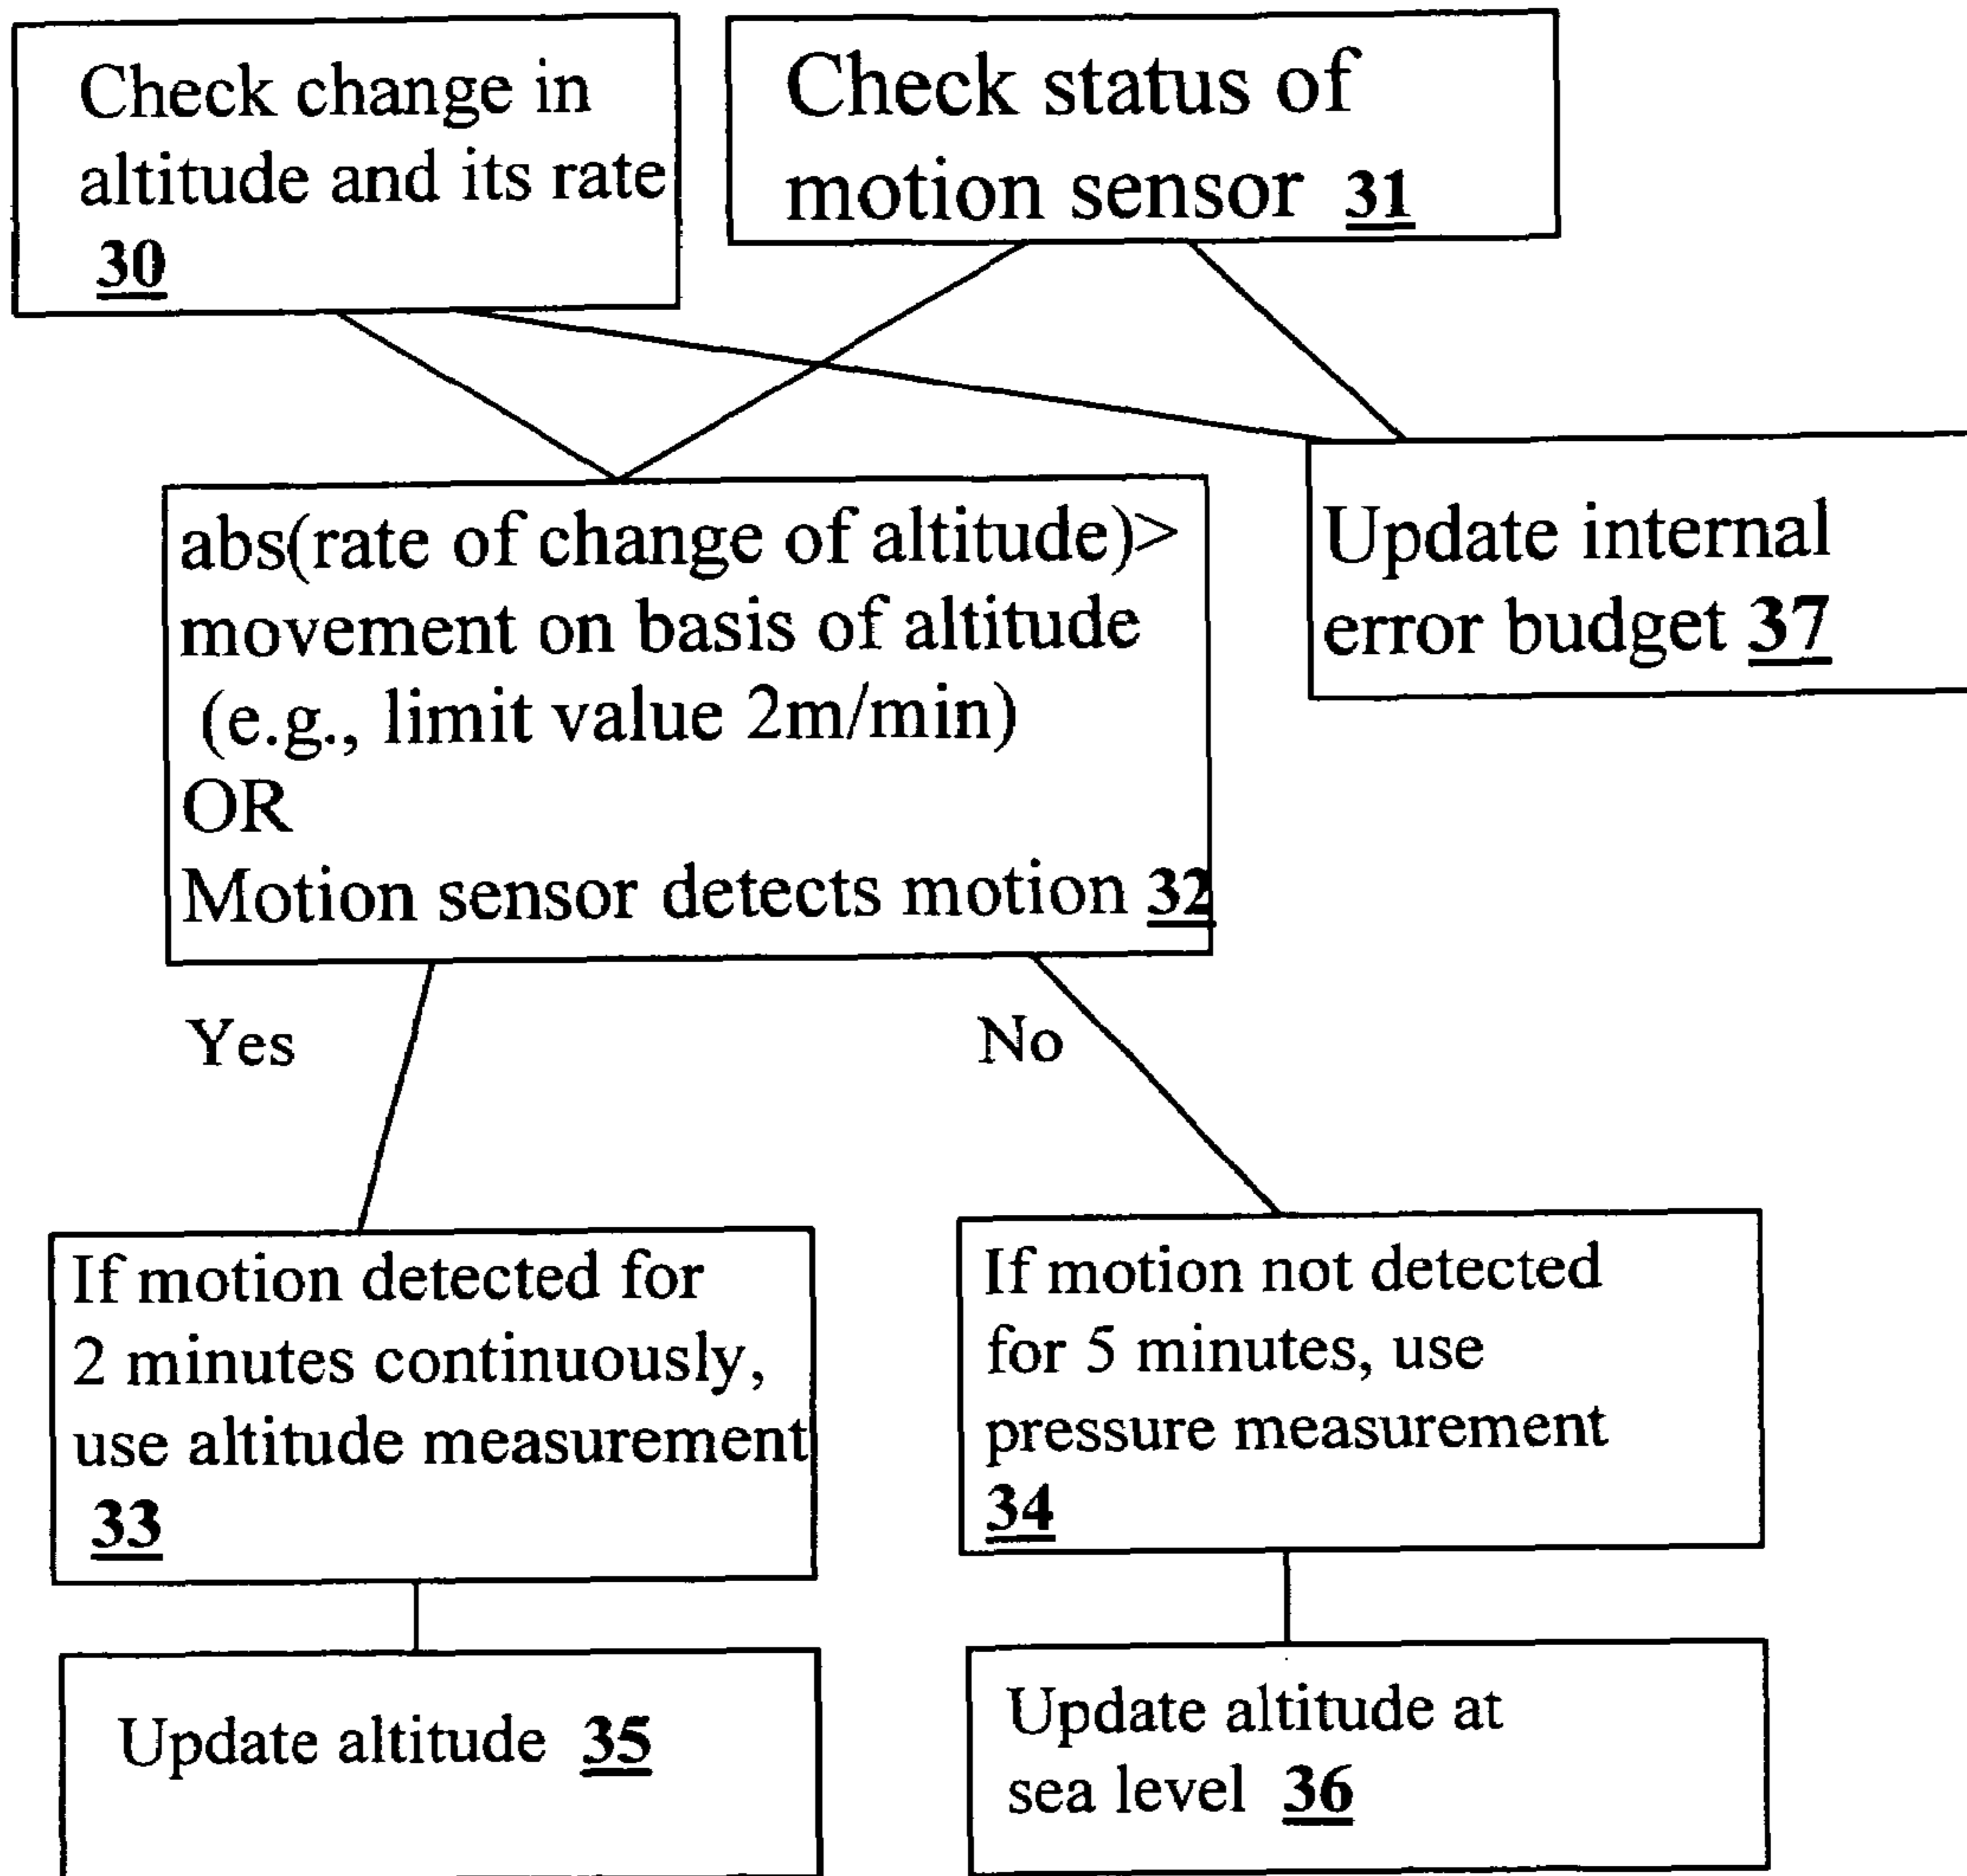 Check change in
altitude and its rate
30
Check status of
motion sensor 31
abs(rate of change of altitude)>
movement on basis of altitude
(e.g., limit value 2m/min)
OR
Motion sensor detects motion 32
Update internal
error budget 37
Yes
No
If motion detected for
2 minutes continuously,
use altitude measurement
33
If motion not detected
for 5 minutes, use
pressure measurement
34
Update altitude 35
Update altitude at
sea level 36